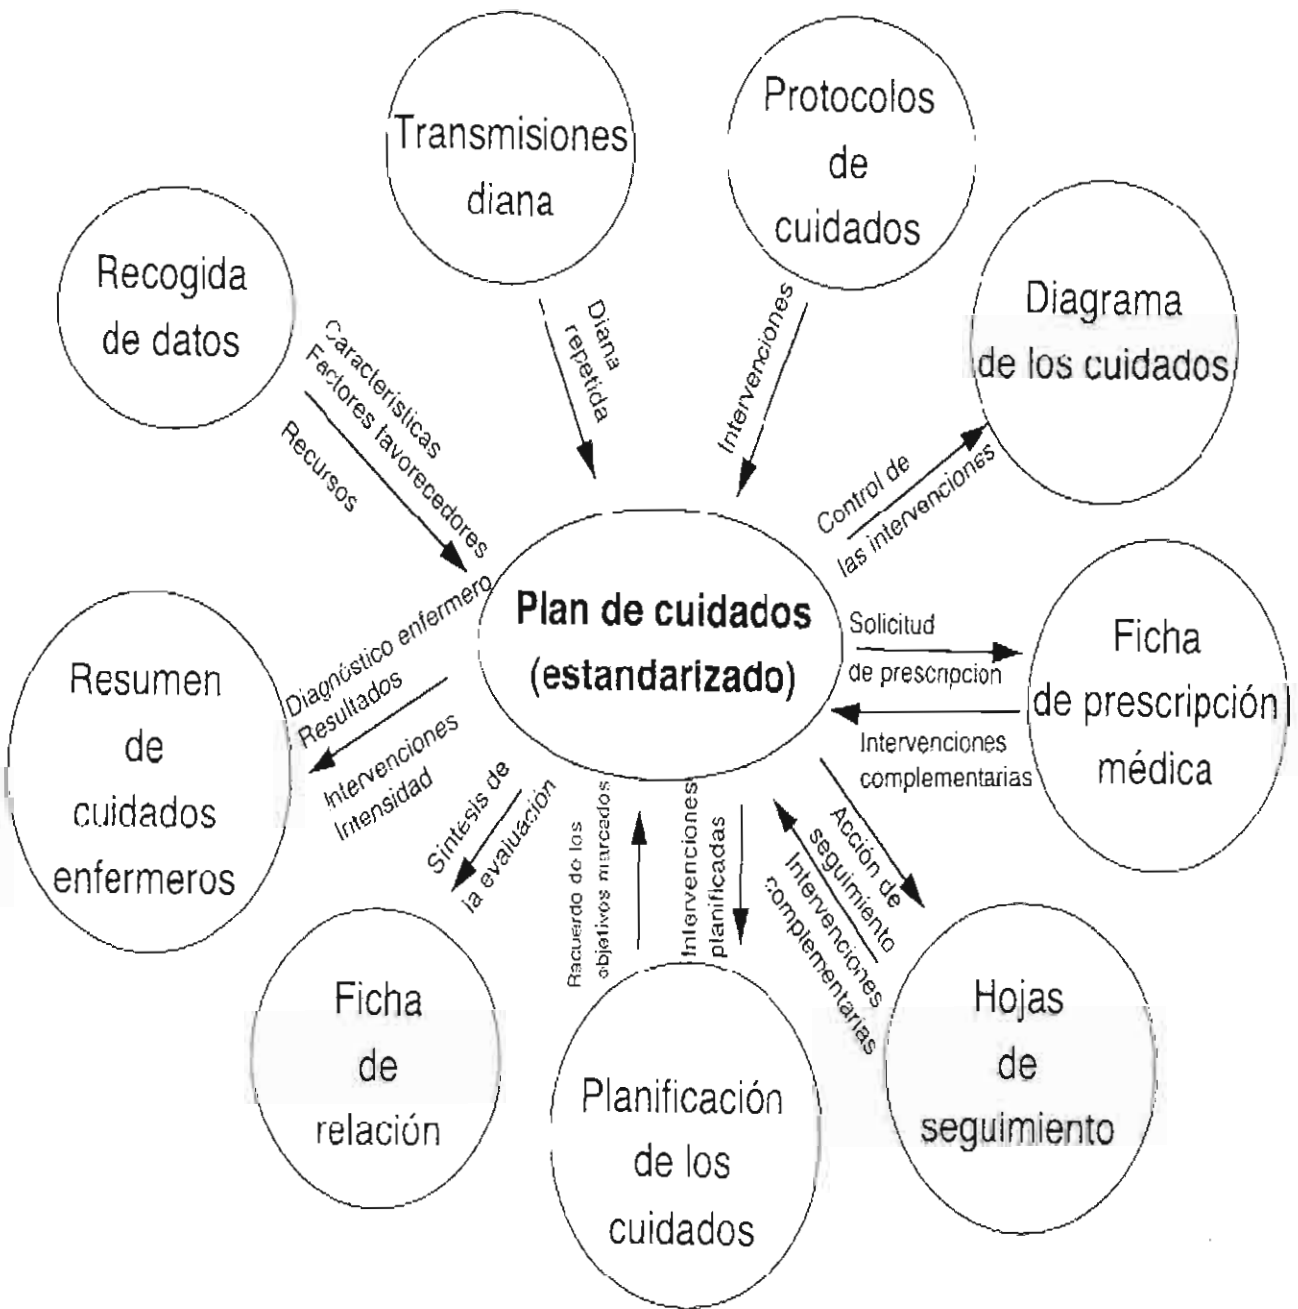 Transmisiones
diana
Protocolos
de
cuidados
Recogida
de datos
Diagrama
de los cuidados
Características
Factores favorecedores
Recursos
Diana
repetida
Intervenciones
Control de
las intervenciones
Plan de cuidados
(estandarizado)
Solicitud
de prescripcion
Intervenciones
complementarias
Ficha
de prescripción
médica
Diagnóstico enfermero
Resultados
Intervenciones
Intensidad
Resumen
de
cuidados
enfermeros
Síntesis de
la evaluación
Racuerdo de los
objetivos marcados
Intervenciones
planificadas
Acción de
seguimiento
Intervenciones
complementarias
Ficha
de
relación
Planificación
de los
cuidados
Hojas
de
seguimiento